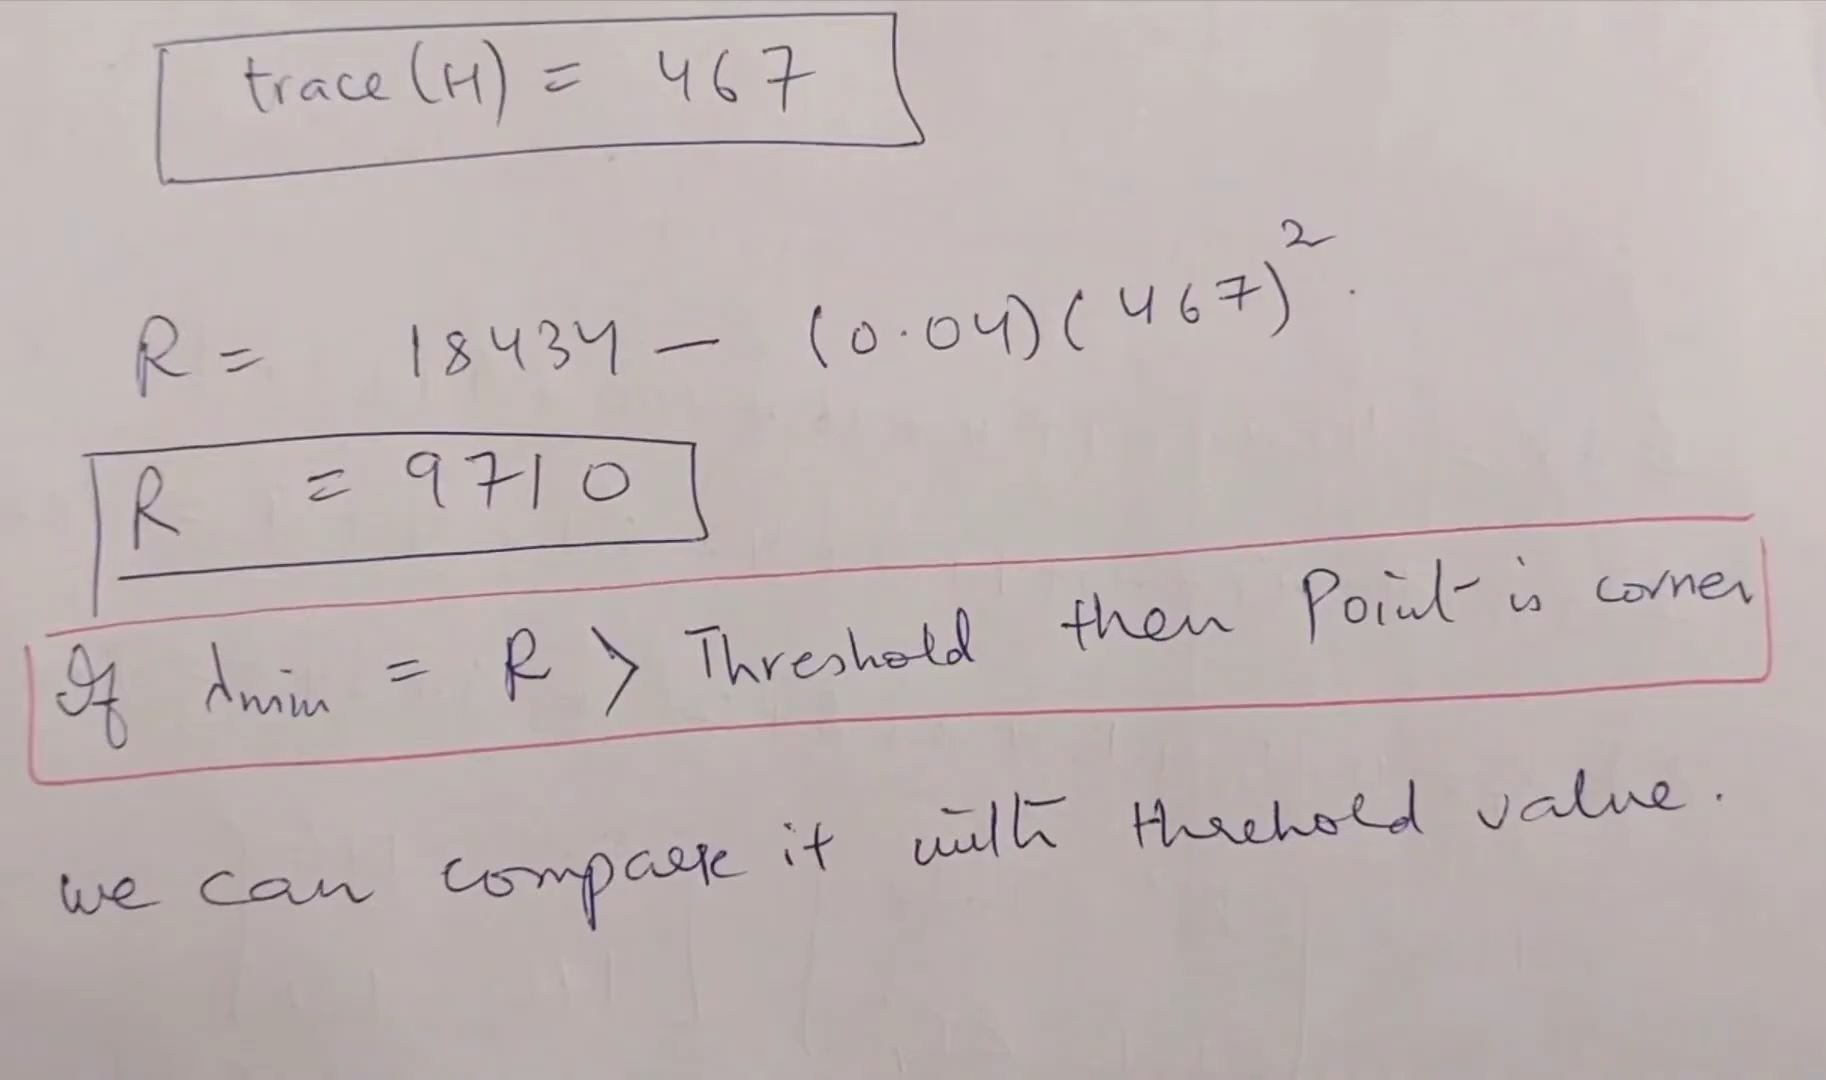 trace(H) = 467
R = 18434 - (0.04)(467)².
R = 9710
If λmin = R > Threshold then Point is corner
we can compare it with threhold value.